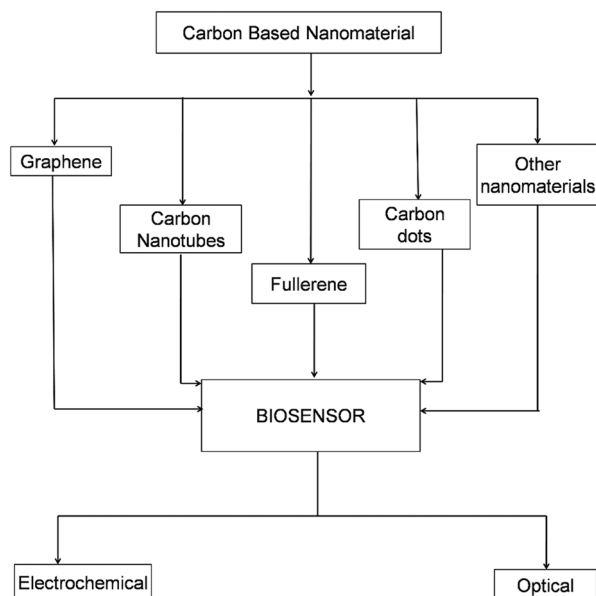 Carbon Based Nanomaterial
Graphene
Carbon
Nanotubes
Fullerene
Carbon
dots
Other
nanomaterials
BIOSENSOR
Electrochemical
Optical